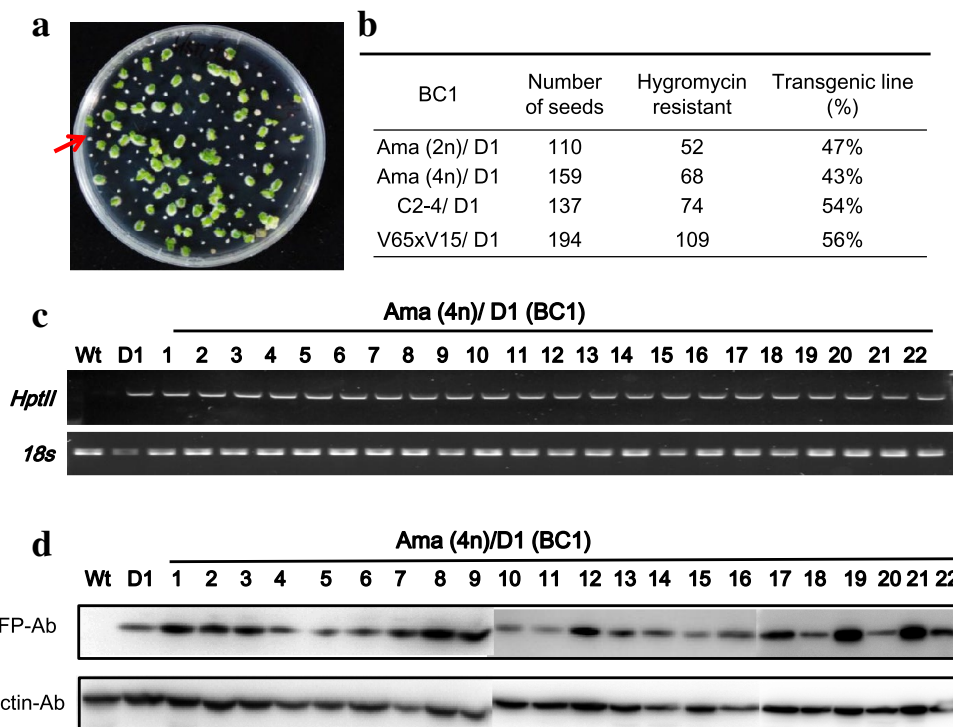 a
b
BC1 Number of seeds Hygromycin resistant Transgenic line (%)
Ama (2n)/ D1 110 52 47%
Ama (4n)/ D1 159 68 43%
C2-4/ D1 137 74 54%
V65xV15/ D1 194 109 56%
c
Ama (4n)/ D1 (BC1)
Wt D1 1 2 3 4 5 6 7 8 9 10 11 12 13 14 15 16 17 18 19 20 21 22
HptII
18s
d
Ama (4n)/D1 (BC1)
Wt D1 1 2 3 4 5 6 7 8 9 10 11 12 13 14 15 16 17 18 19 20 21 22
FP-Ab
ctin-Ab